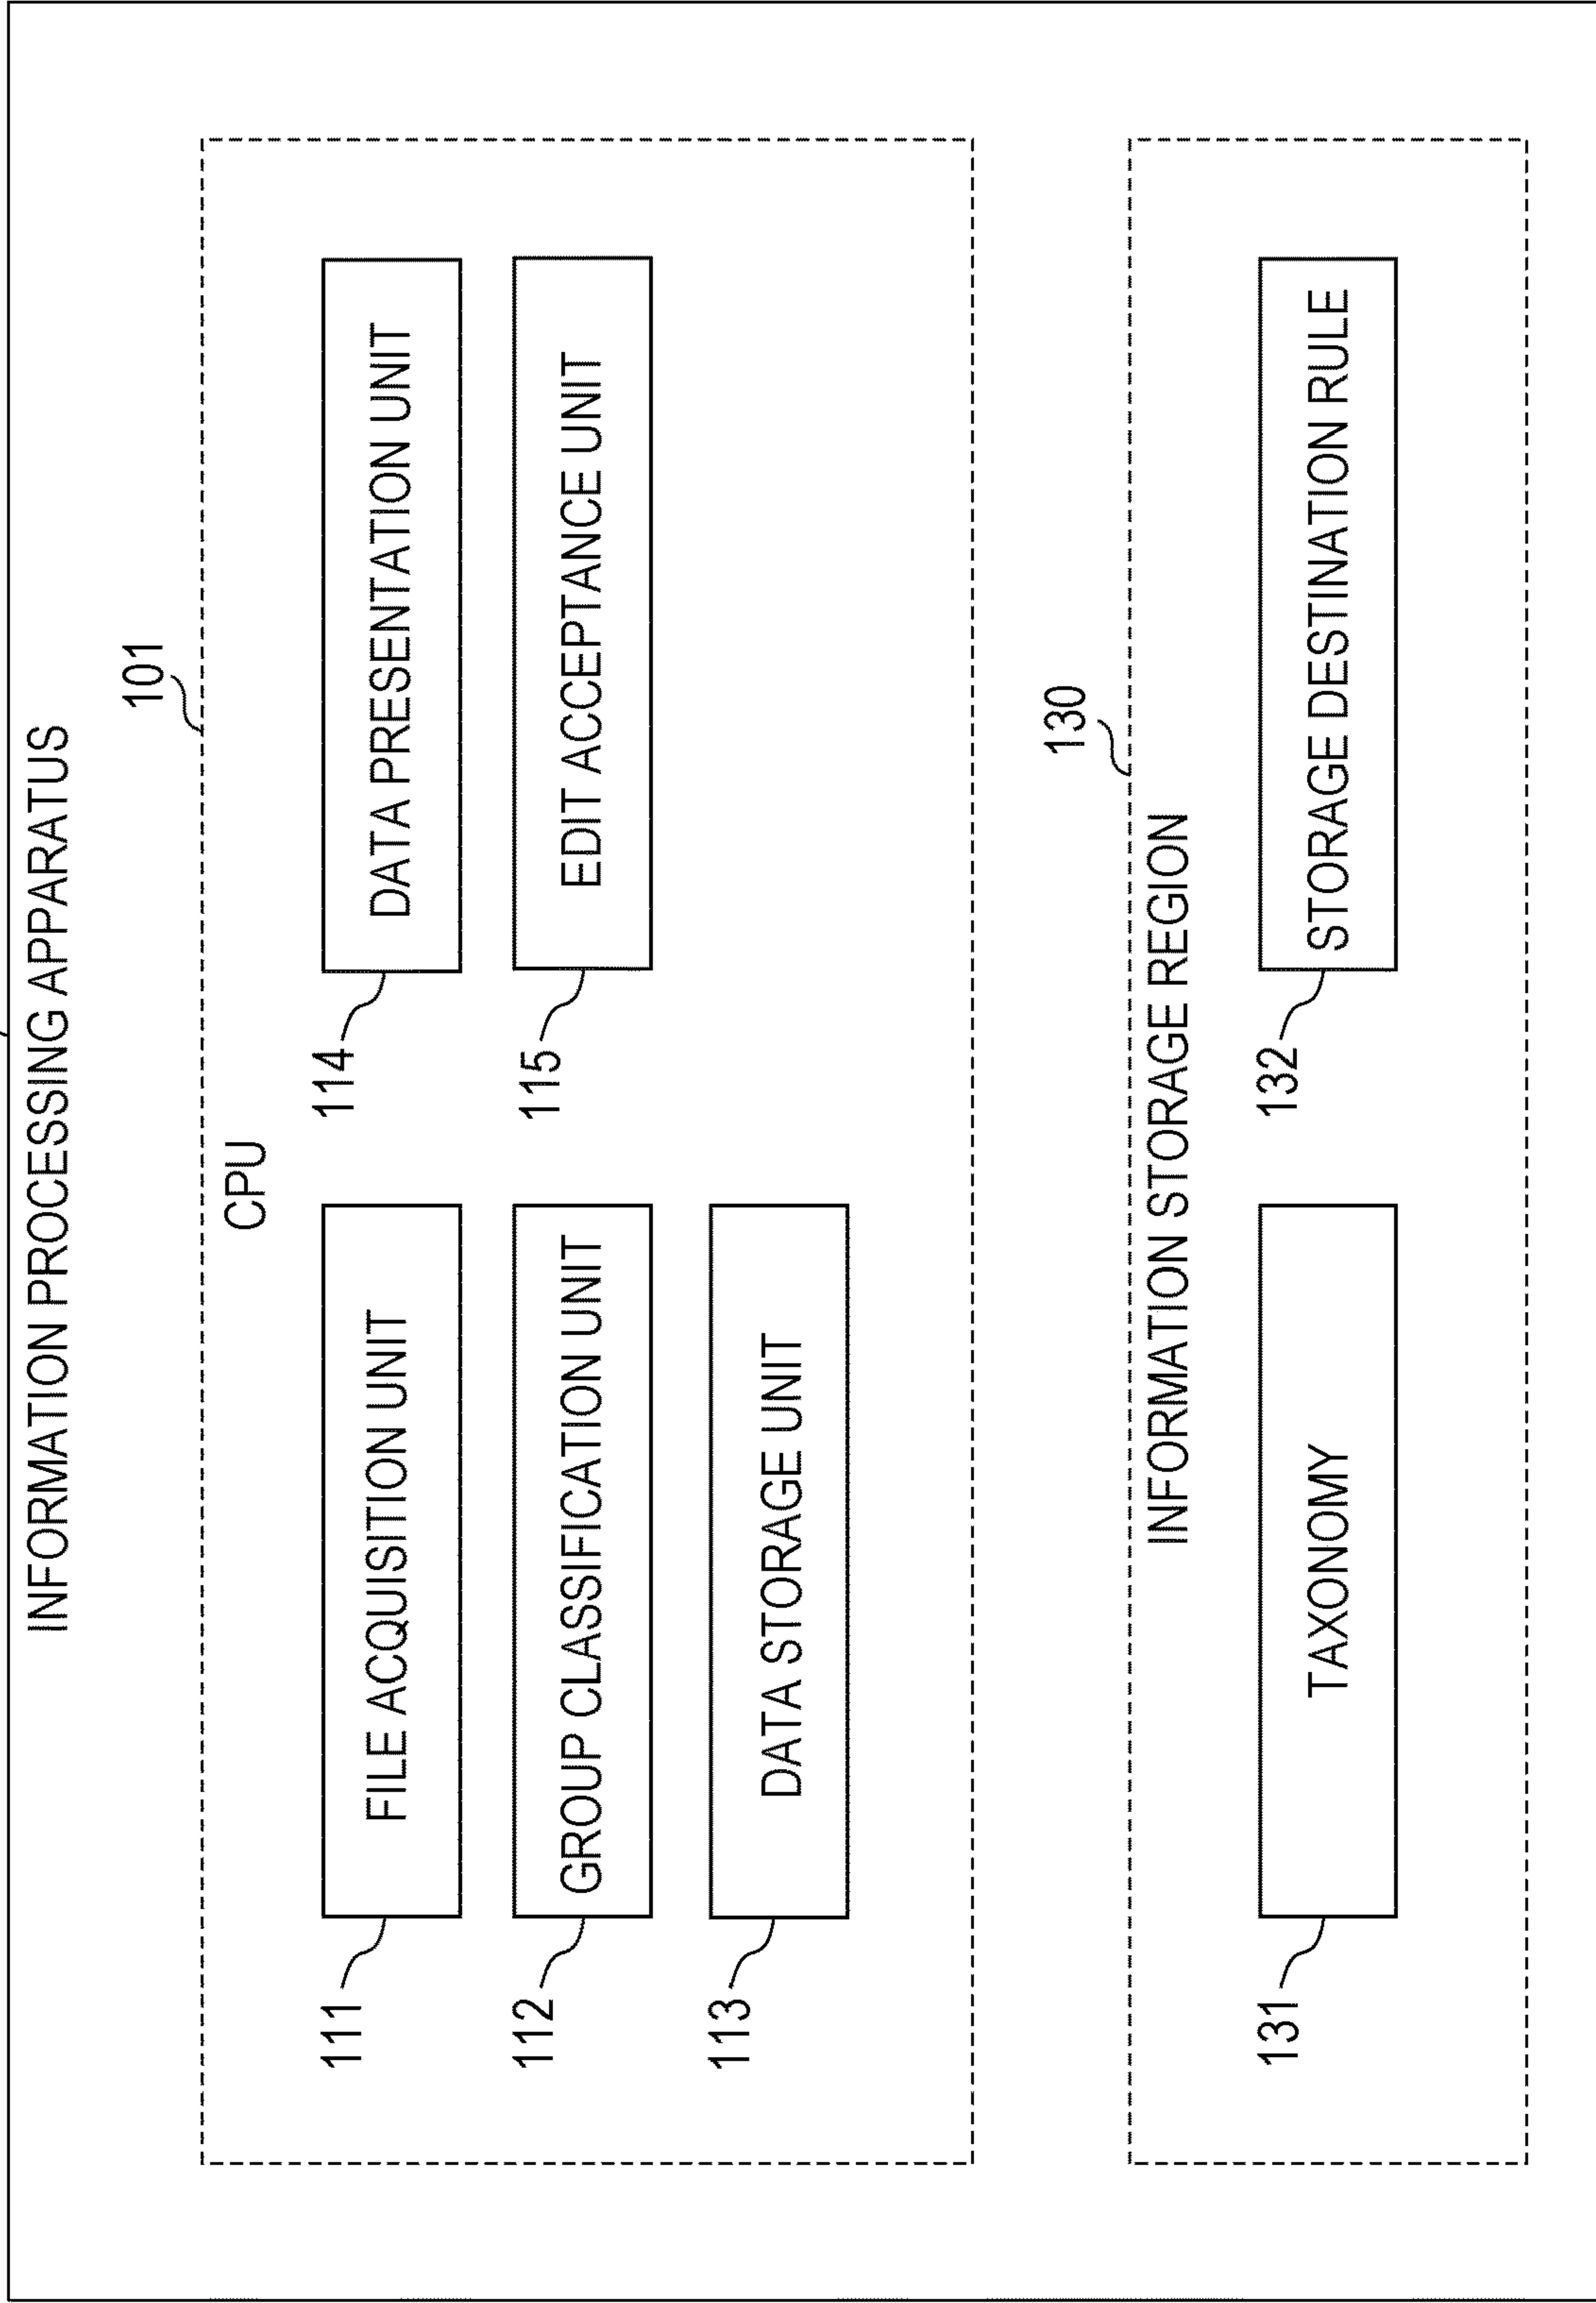 INFORMATION PROCESSING APPARATUS
101
CPU
111
FILE ACQUISITION UNIT
114
DATA PRESENTATION UNIT
112
GROUP CLASSIFICATION UNIT
115
EDIT ACCEPTANCE UNIT
113
DATA STORAGE UNIT
130
INFORMATION STORAGE REGION
131
TAXONOMY
132
STORAGE DESTINATION RULE